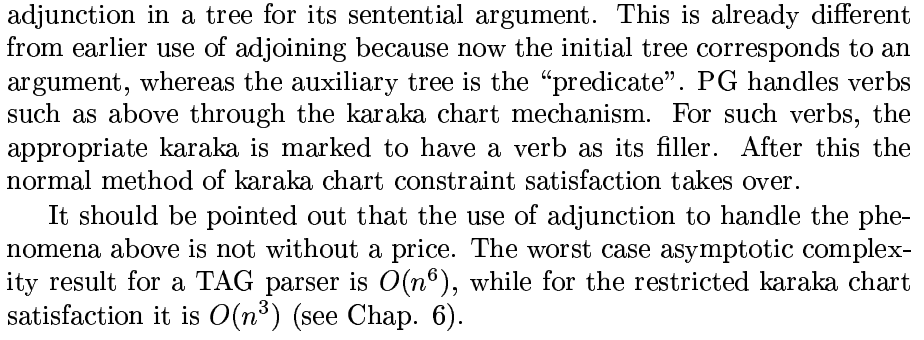 adjunction in a tree for its sentential argument. This is already different
from earlier use of adjoining because now the initial tree corresponds to an
argument, whereas the auxiliary tree is the “predicate”. PG handles verbs
such as above through the karaka chart mechanism. For such verbs, the
appropriate karaka is marked to have a verb as its filler. After this the
normal method of karaka chart constraint satisfaction takes over.
It should be pointed out that the use of adjunction to handle the phe-
nomena above is not without a price. The worst case asymptotic complex-
ity result for a TAG parser is O(n⁶), while for the restricted karaka chart
satisfaction it is O(n³) (see Chap. 6).